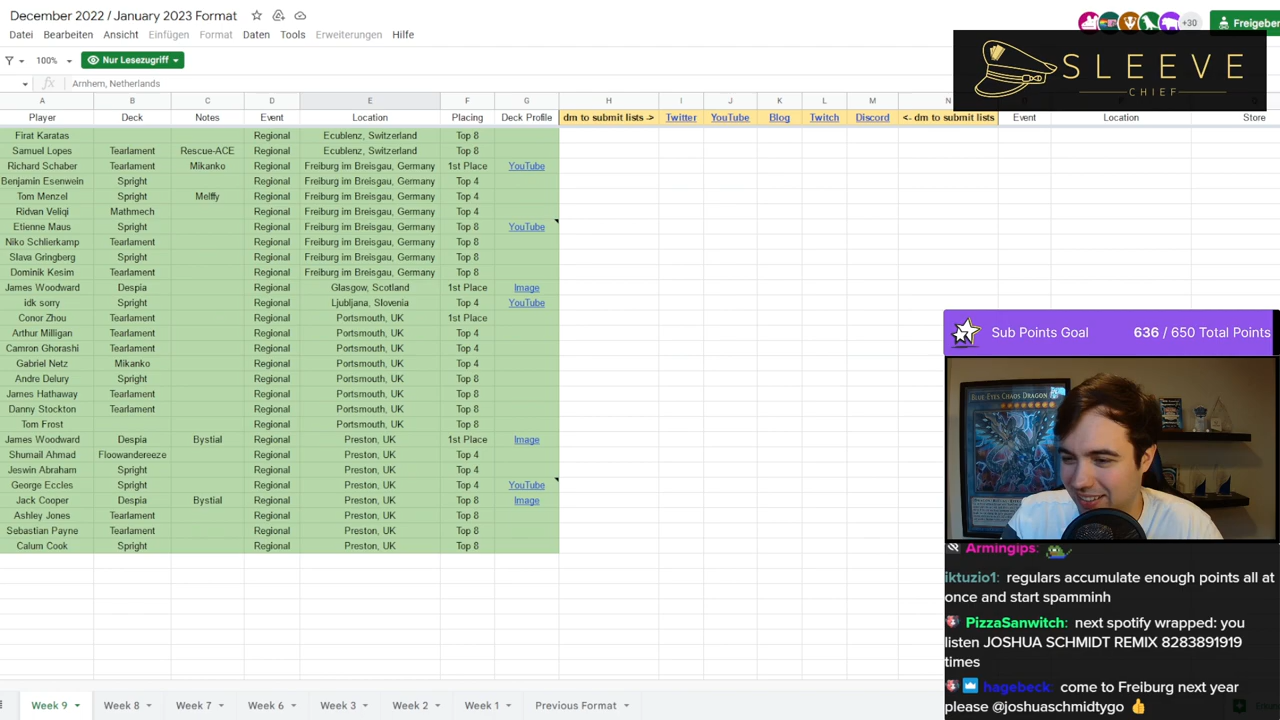 December 2022 / January 2023 Format
+30
Freigeben
Datei Bearbeiten Ansicht Einfügen Format Daten Tools Erweiterungen Hilfe
100% Nur Lesezugriff
fx Arnhem, Netherlands
SLEEVE
CHIEF
A B C D E F G H I J K L M N
Player Deck Notes Event Location Placing Deck Profile dm to submit lists -> Twitter YouTube Blog Twitch Discord <- dm to submit lists Event Location Store
Firat Karatas Regional Ecublenz, Switzerland Top 8
Samuel Lopes Tearlament Rescue-ACE Regional Ecublenz, Switzerland Top 8
Richard Schaber Tearlament Mikanko Regional Freiburg im Breisgau, Germany 1st Place YouTube
Benjamin Esenwein Spright Regional Freiburg im Breisgau, Germany Top 4
Tom Menzel Spright Melffy Regional Freiburg im Breisgau, Germany Top 4
Ridvan Veliqi Mathmech Regional Freiburg im Breisgau, Germany Top 4
Etienne Maus Spright Regional Freiburg im Breisgau, Germany Top 8 YouTube
Niko Schlierkamp Tearlament Regional Freiburg im Breisgau, Germany Top 8
Slava Gringberg Spright Regional Freiburg im Breisgau, Germany Top 8
Dominik Kesim Tearlament Regional Freiburg im Breisgau, Germany Top 8
James Woodward Despia Regional Glasgow, Scotland 1st Place Image
idk sorry Spright Regional Ljubljana, Slovenia Top 4 YouTube
Conor Zhou Tearlament Regional Portsmouth, UK 1st Place
Arthur Milligan Tearlament Regional Portsmouth, UK Top 4
Camron Ghorashi Tearlament Regional Portsmouth, UK Top 4
Gabriel Netz Mikanko Regional Portsmouth, UK Top 4
Andre Delury Spright Regional Portsmouth, UK Top 8
James Hathaway Tearlament Regional Portsmouth, UK Top 8
Danny Stockton Tearlament Regional Portsmouth, UK Top 8
Tom Frost Regional Portsmouth, UK Top 8
James Woodward Despia Bystial Regional Preston, UK 1st Place Image
Shumail Ahmad Floowandereeze Regional Preston, UK Top 4
Jeswin Abraham Spright Regional Preston, UK Top 4
George Eccles Spright Regional Preston, UK Top 4 YouTube
Jack Cooper Despia Bystial Regional Preston, UK Top 8 Image
Ashley Jones Tearlament Regional Preston, UK Top 8
Sebastian Payne Tearlament Regional Preston, UK Top 8
Calum Cook Spright Regional Preston, UK Top 8
Sub Points Goal 636 / 650 Total Points
BLUE-EYES CHAOS DRAGON
Armingips:
iktuzio1: regulars accumulate enough points all at
once and start spamminh
PizzaSanwitch: next spotify wrapped: you
listen JOSHUA SCHMIDT REMIX 8283891919
times
hagebeck: come to Freiburg next year
please @joshuaschmidtygo
Week 9 Week 8 Week 7 Week 6 Week 3 Week 2 Week 1 Previous Format